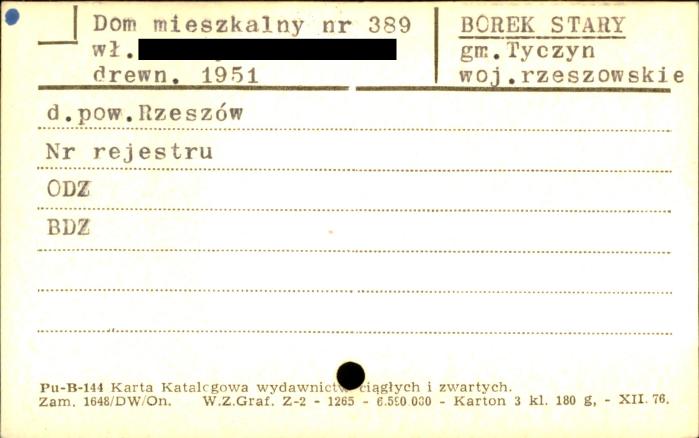 Dom mieszkalny nr 389
wł.
drewn. 1951
BOREK STARY
gm.Tyczyn
woj.rzeszowskie
d.pow.Rzeszów
Nr rejestru
ODZ
BDZ
Pu-B-144 Karta Katalogowa wydawnictw ciągłych i zwartych.
Zam. 1648/DW/On. W.Z.Graf. Z-2 - 1265 - 6.590 000 - Karton 3 kl. 180 g, - XII. 76.